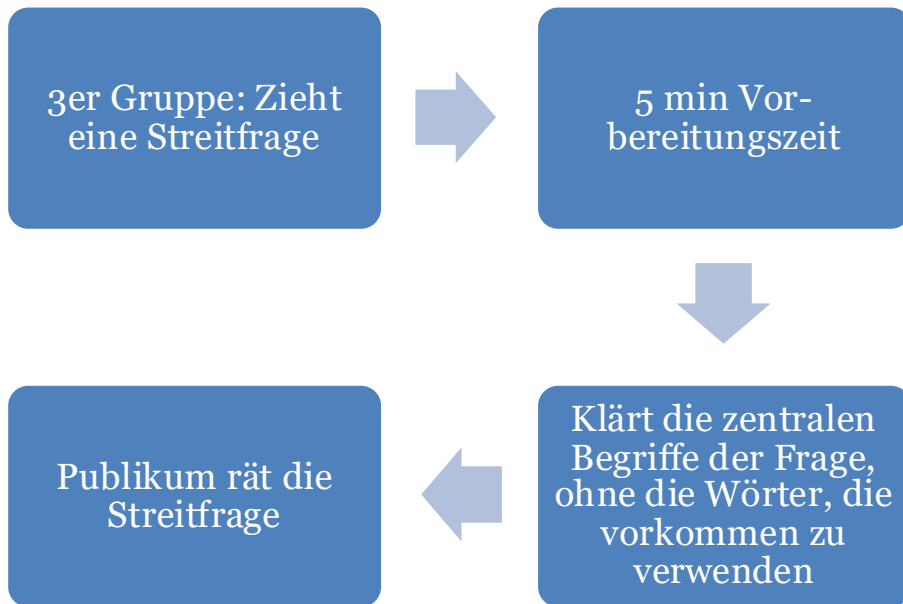 3er Gruppe: Zieht
eine Streitfrage
5 min Vor-
bereitungszeit
Klärt die zentralen
Begriffe der Frage,
ohne die Wörter, die
vorkommen zu
verwenden
Publikum rät die
Streitfrage